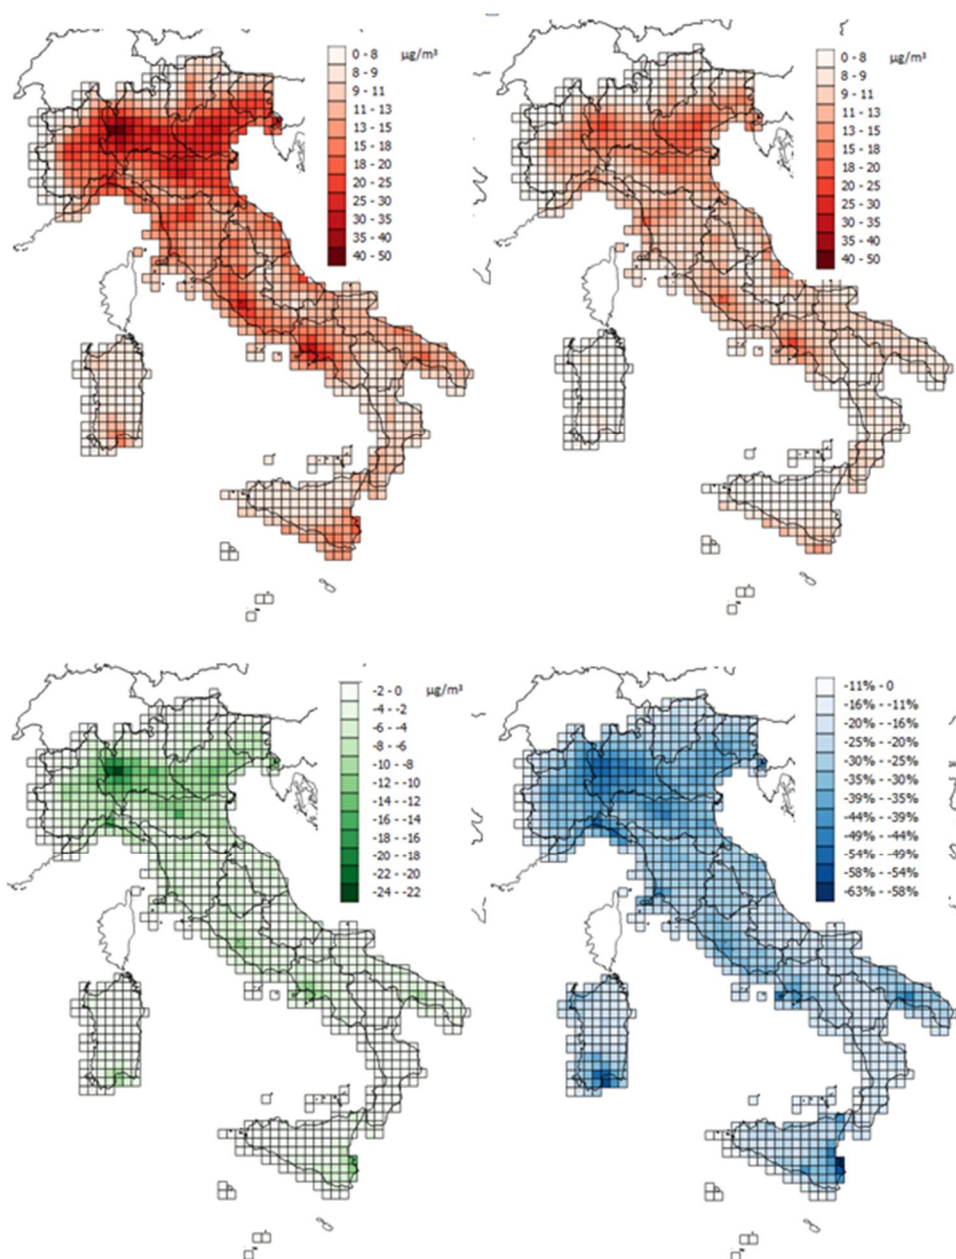 0 - 8 µg/m³
8 - 9
9 - 11
11 - 13
13 - 15
15 - 18
18 - 20
20 - 25
25 - 30
30 - 35
35 - 40
40 - 50
0 - 8 µg/m³
8 - 9
9 - 11
11 - 13
13 - 15
15 - 18
18 - 20
20 - 25
25 - 30
30 - 35
35 - 40
40 - 50
-2 - 0 µg/m³
-4 - -2
-6 - -4
-8 - -6
-10 - -8
-12 - -10
-14 - -12
-16 - -14
-18 - -16
-20 - -18
-22 - -20
-24 - -22
-11% - 0
-16% - -11%
-20% - -16%
-25% - -20%
-30% - -25%
-35% - -30%
-39% - -35%
-44% - -39%
-49% - -44%
-54% - -49%
-58% - -54%
-63% - -58%